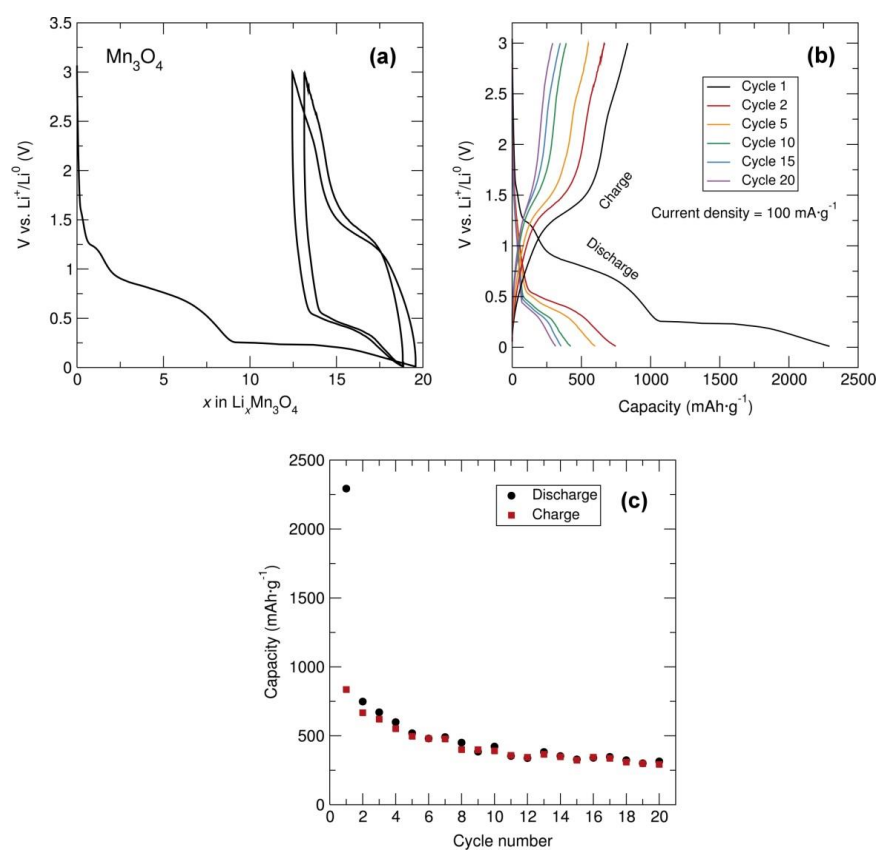 Mn₃O₄
(a)
3.5
3
2.5
2
1.5
1
0.5
0
V vs. Li⁺/Li⁰ (V)
0 5 10 15 20
x in LiₓMn₃O₄
(b)
3
2.5
2
1.5
1
0.5
0
V vs. Li⁺/Li⁰ (V)
Cycle 1
Cycle 2
Cycle 5
Cycle 10
Cycle 15
Cycle 20
Charge
Current density = 100 mA·g⁻¹
Discharge
0 500 1000 1500 2000 2500
Capacity (mAh·g⁻¹)
(c)
2500
2000
1500
1000
500
0
Capacity (mAh·g⁻¹)
Discharge
Charge
0 2 4 6 8 10 12 14 16 18 20
Cycle number